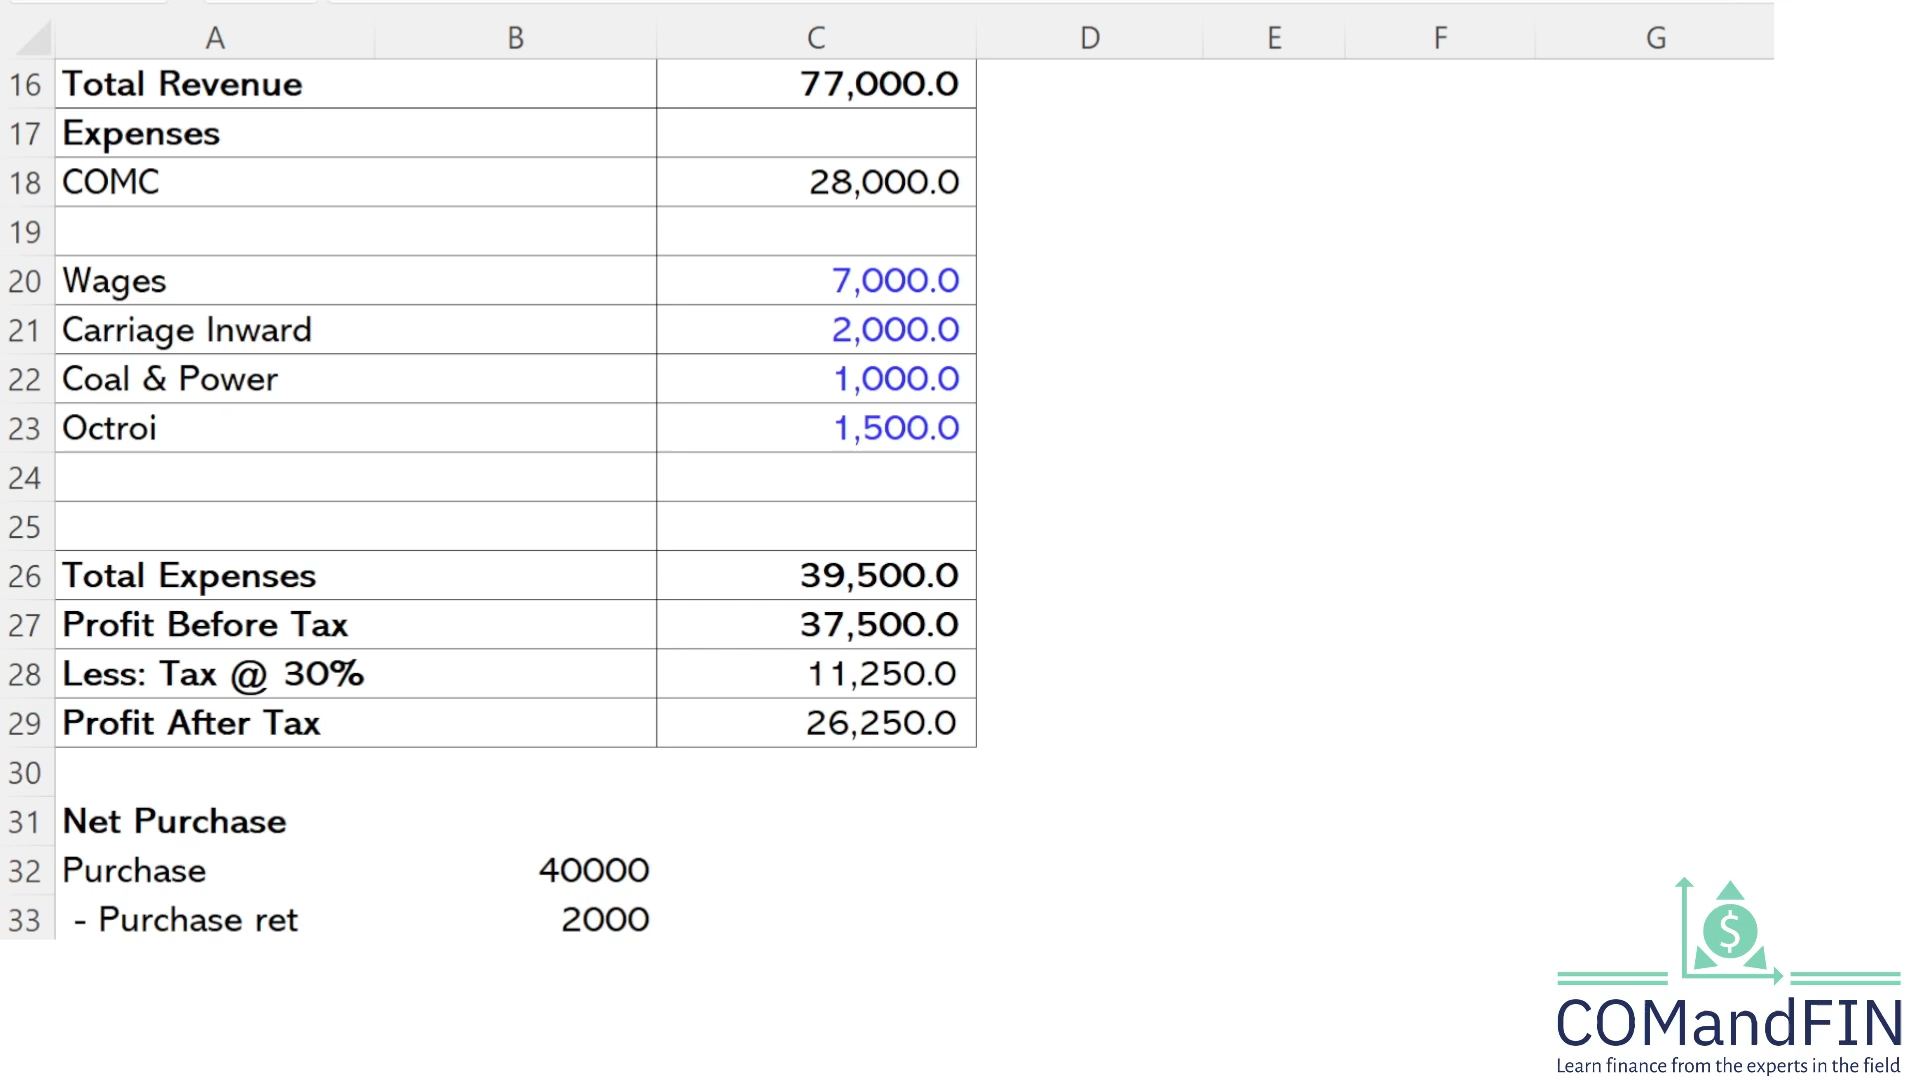 A B C D E F G
16 Total Revenue 77,000.0
17 Expenses
18 COMC 28,000.0
19
20 Wages 7,000.0
21 Carriage Inward 2,000.0
22 Coal & Power 1,000.0
23 Octroi 1,500.0
24
25
26 Total Expenses 39,500.0
27 Profit Before Tax 37,500.0
28 Less: Tax @ 30% 11,250.0
29 Profit After Tax 26,250.0
30
31 Net Purchase
32 Purchase 40000
33 - Purchase ret 2000
$
COMandFIN
Learn finance from the experts in the field